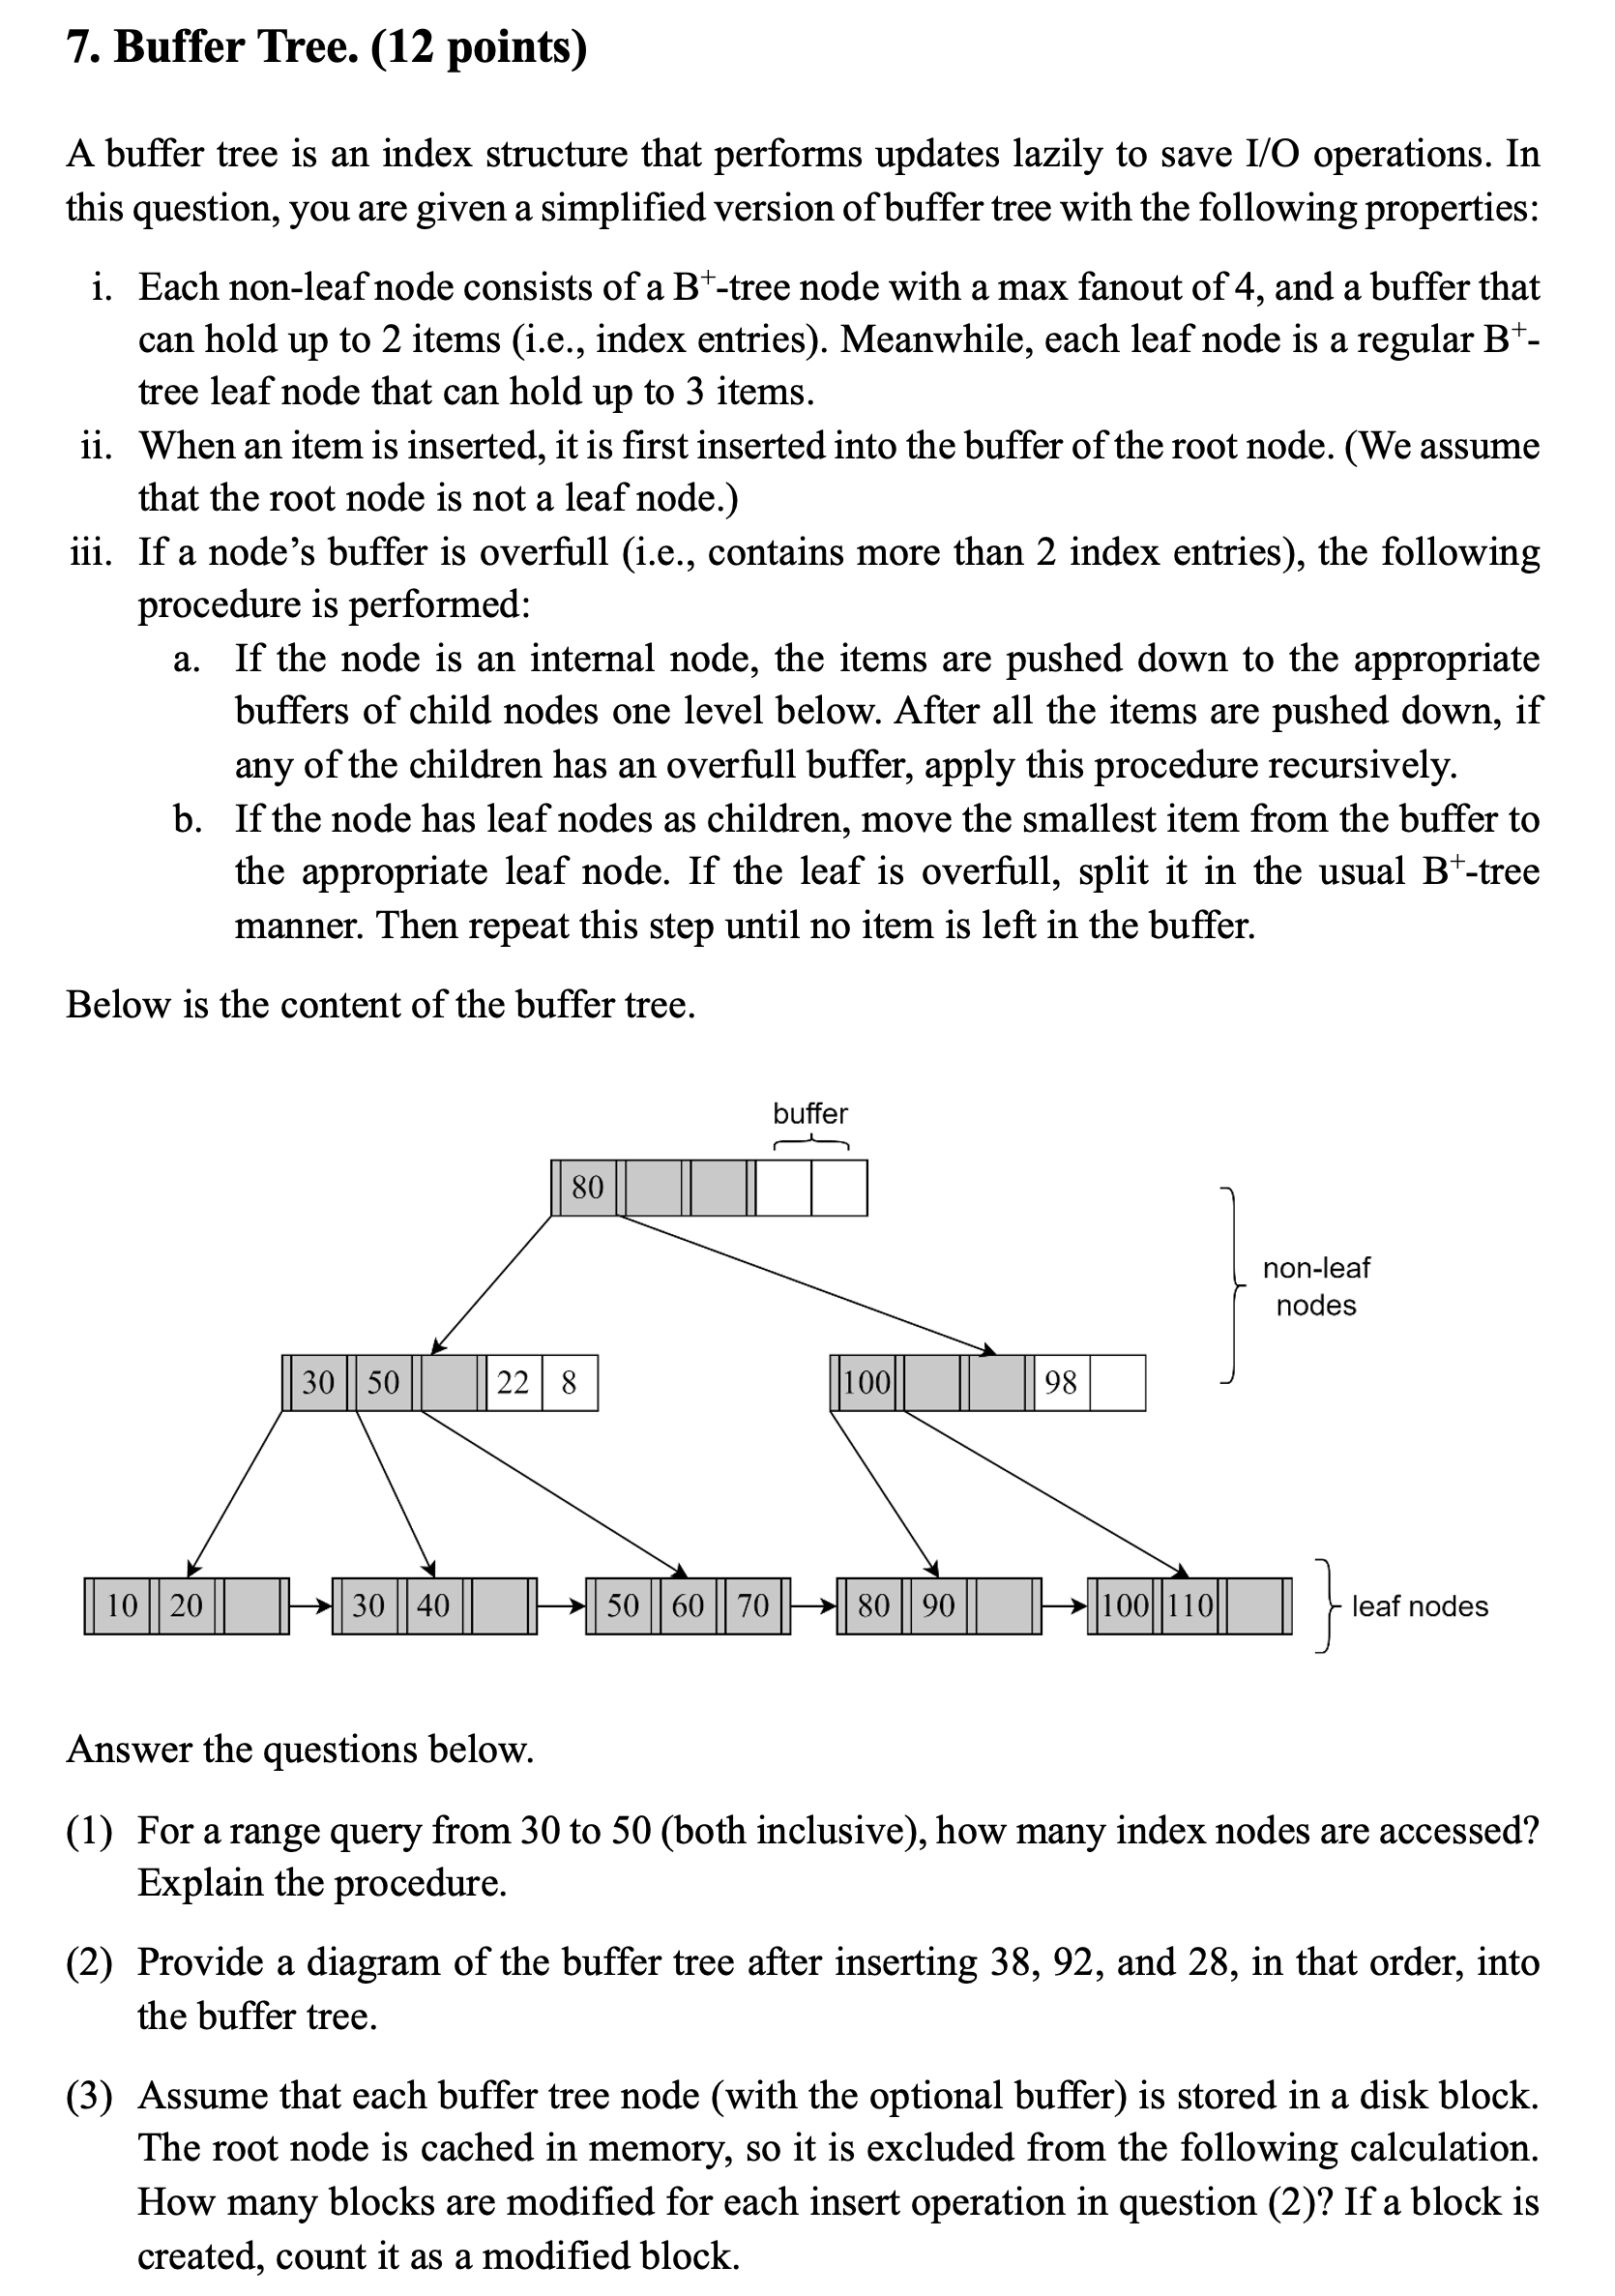 7. Buffer Tree. (12 points)
A buffer tree is an index structure that performs updates lazily to save I/O operations. In
this question, you are given a simplified version of buffer tree with the following properties:
i. Each non-leaf node consists of a B⁺-tree node with a max fanout of 4, and a buffer that
can hold up to 2 items (i.e., index entries). Meanwhile, each leaf node is a regular B⁺-
tree leaf node that can hold up to 3 items.
ii. When an item is inserted, it is first inserted into the buffer of the root node. (We assume
that the root node is not a leaf node.)
iii. If a node’s buffer is overfull (i.e., contains more than 2 index entries), the following
procedure is performed:
a. If the node is an internal node, the items are pushed down to the appropriate
buffers of child nodes one level below. After all the items are pushed down, if
any of the children has an overfull buffer, apply this procedure recursively.
b. If the node has leaf nodes as children, move the smallest item from the buffer to
the appropriate leaf node. If the leaf is overfull, split it in the usual B⁺-tree
manner. Then repeat this step until no item is left in the buffer.
Below is the content of the buffer tree.
buffer
80
non-leaf
nodes
30 50 22 8 100 98
10 20 30 40 50 60 70 80 90 100 110 leaf nodes
Answer the questions below.
(1) For a range query from 30 to 50 (both inclusive), how many index nodes are accessed?
Explain the procedure.
(2) Provide a diagram of the buffer tree after inserting 38, 92, and 28, in that order, into
the buffer tree.
(3) Assume that each buffer tree node (with the optional buffer) is stored in a disk block.
The root node is cached in memory, so it is excluded from the following calculation.
How many blocks are modified for each insert operation in question (2)? If a block is
created, count it as a modified block.